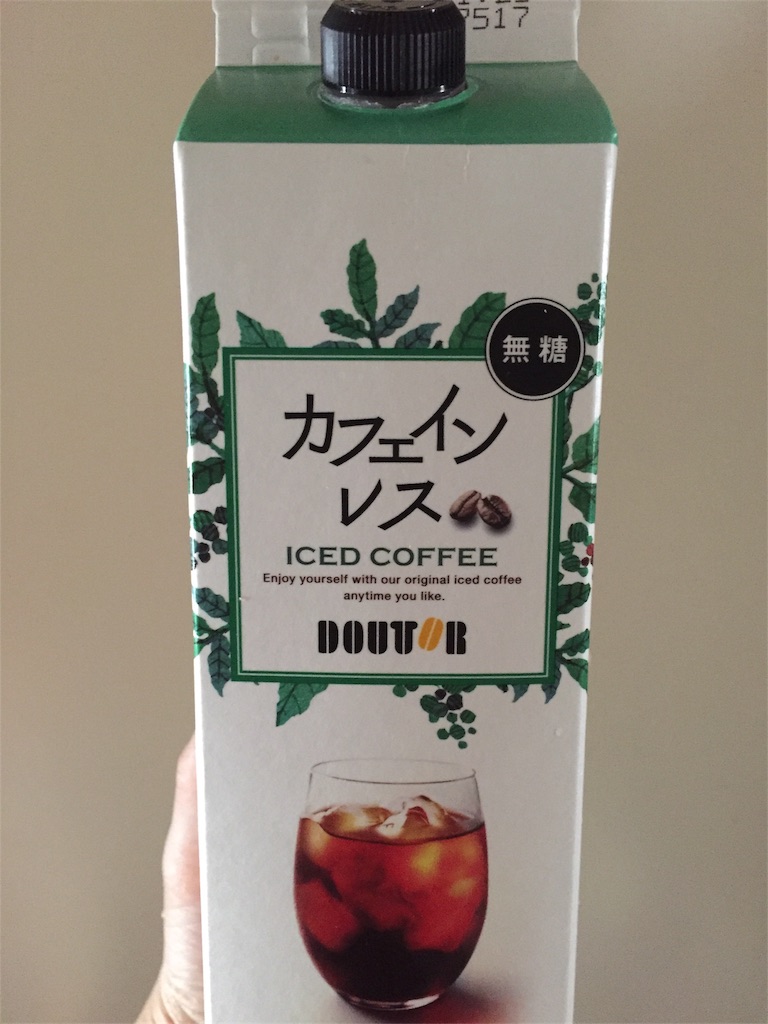 2517
無糖
カフェイン
レス
ICED COFFEE
Enjoy yourself with our original iced coffee
anytime you like.
DOUTOR